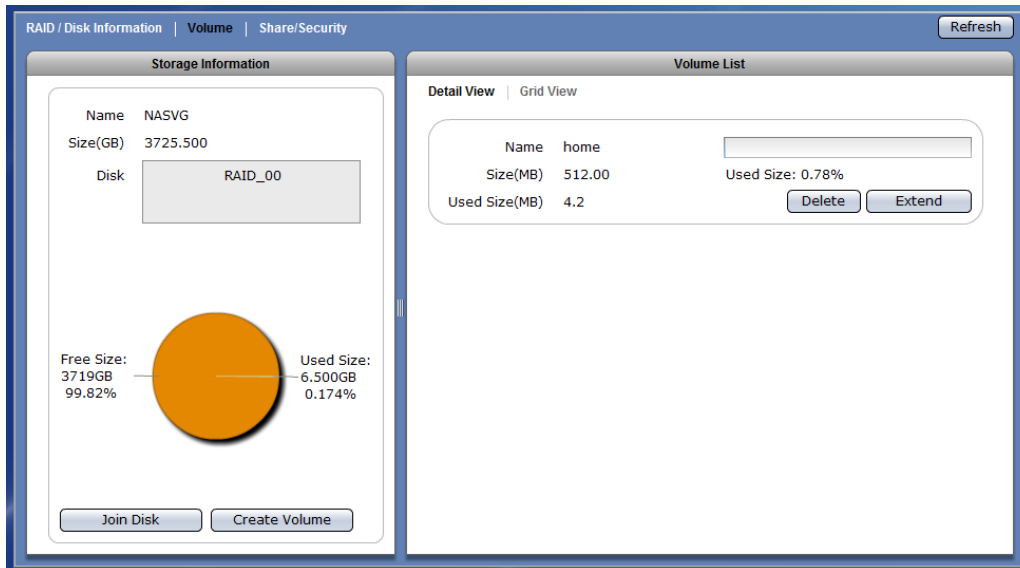 RAID / Disk Information | Volume | Share/Security
Refresh
Storage Information
Name NASVG
Size(GB) 3725.500
Disk RAID_00
Free Size:
3719GB
99.82%
Used Size:
6.500GB
0.174%
Join Disk
Create Volume
Volume List
Detail View | Grid View
Name home
Size(MB) 512.00
Used Size: 0.78%
Used Size(MB) 4.2
Delete
Extend